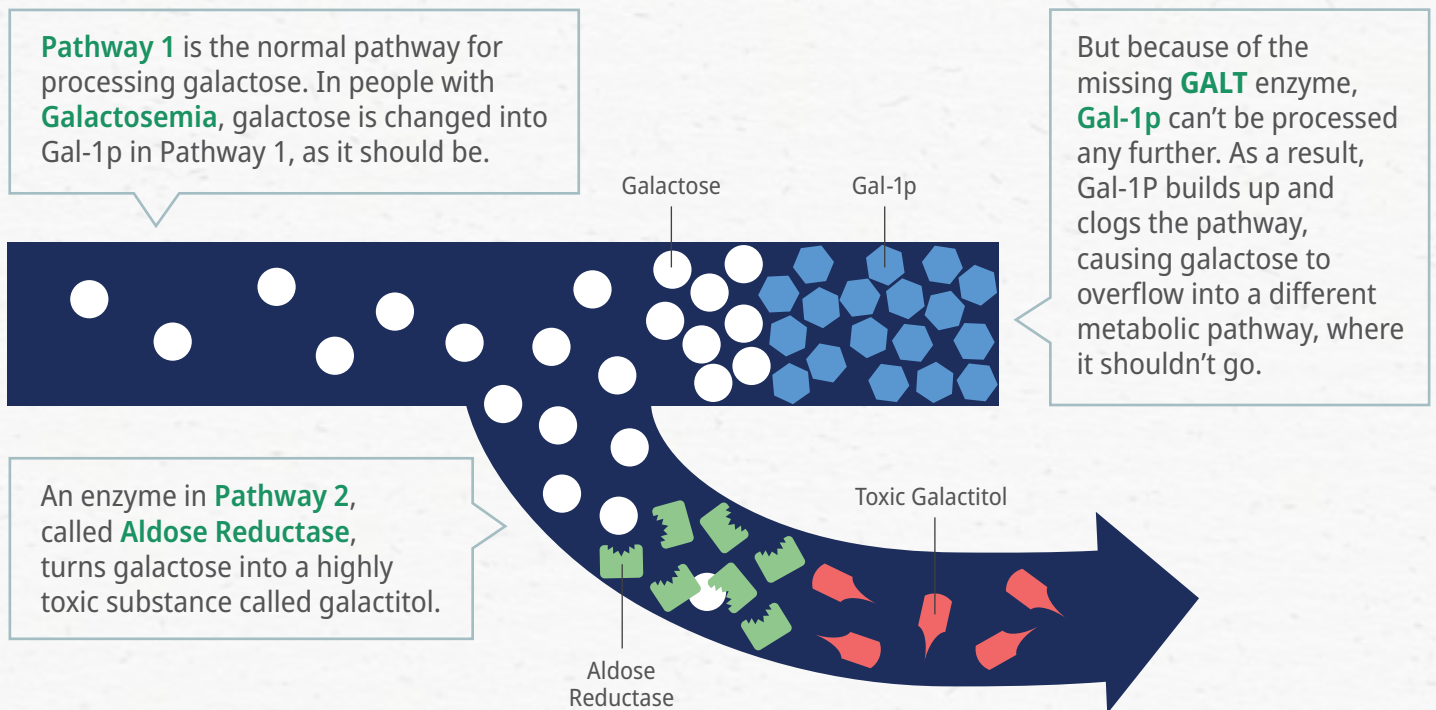 Pathway 1 is the normal pathway for
processing galactose. In people with
Galactosemia, galactose is changed into
Gal-1p in Pathway 1, as it should be.
But because of the
missing GALT enzyme,
Gal-1p can't be processed
any further. As a result,
Gal-1P builds up and
clogs the pathway,
causing galactose to
overflow into a different
metabolic pathway, where
it shouldn't go.
Galactose
Gal-1p
An enzyme in Pathway 2,
called Aldose Reductase,
turns galactose into a highly
toxic substance called galactitol.
Toxic Galactitol
Aldose
Reductase